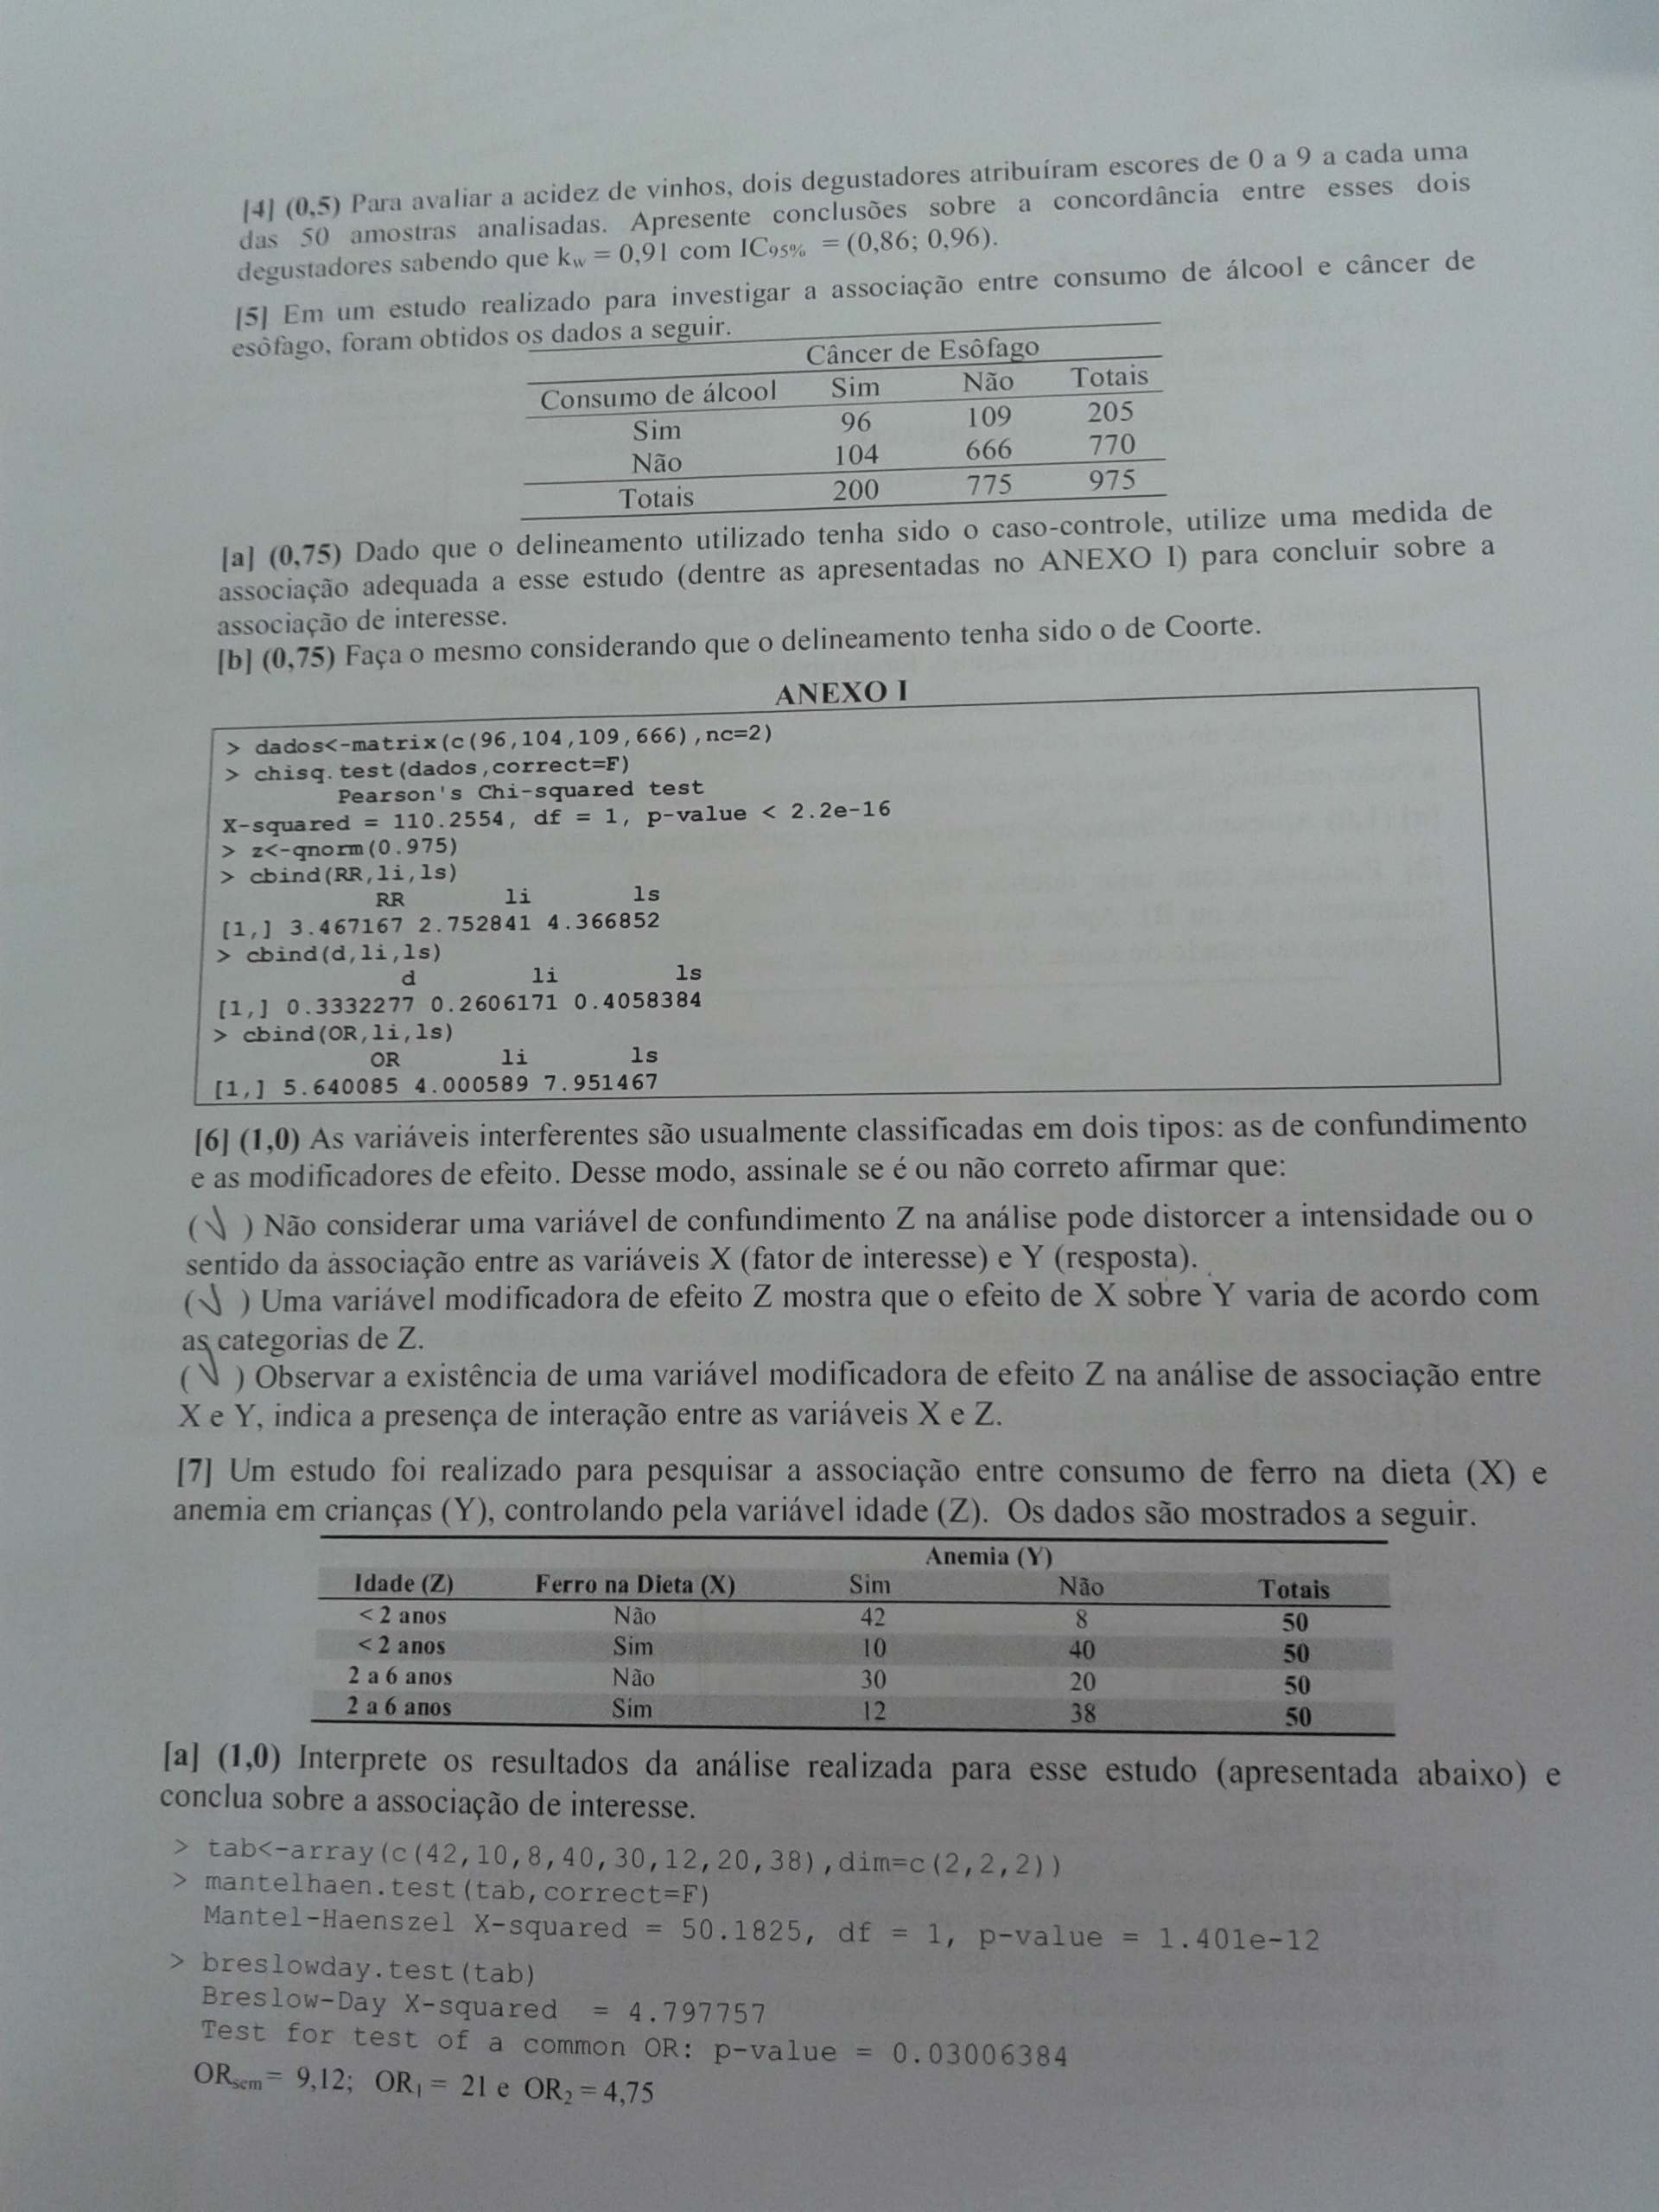 [4] (0,5) Para avaliar a acidez de vinhos, dois degustadores atribuíram escores de 0 a 9 a cada uma
das 50 amostras analisadas. Apresente conclusões sobre a concordância entre esses dois
degustadores sabendo que kw = 0,91 com IC95% = (0,86; 0,96).
[5] Em um estudo realizado para investigar a associação entre consumo de álcool e câncer de
esôfago, foram obtidos os dados a seguir.
Câncer de Esôfago
Consumo de álcool Sim Não Totais
Sim 96 109 205
Não 104 666 770
Totais 200 775 975
[a] (0,75) Dado que o delineamento utilizado tenha sido o caso-controle, utilize uma medida de
associação adequada a esse estudo (dentre as apresentadas no ANEXO I) para concluir sobre a
associação de interesse.
[b] (0,75) Faça o mesmo considerando que o delineamento tenha sido o de Coorte.
ANEXO I
> dados<-matrix(c(96,104,109,666),nc=2)
> chisq.test(dados,correct=F)
Pearson's Chi-squared test
X-squared = 110.2554, df = 1, p-value < 2.2e-16
> z<-qnorm(0.975)
> cbind(RR,li,ls)
RR li ls
[1,] 3.467167 2.752841 4.366852
> cbind(d,li,ls)
d li ls
[1,] 0.3332277 0.2606171 0.4058384
> cbind(OR,li,ls)
OR li ls
[1,] 5.640085 4.000589 7.951467
[6] (1,0) As variáveis interferentes são usualmente classificadas em dois tipos: as de confundimento
e as modificadores de efeito. Desse modo, assinale se é ou não correto afirmar que:
(√ ) Não considerar uma variável de confundimento Z na análise pode distorcer a intensidade ou o
sentido da associação entre as variáveis X (fator de interesse) e Y (resposta).
(√ ) Uma variável modificadora de efeito Z mostra que o efeito de X sobre Y varia de acordo com
as categorias de Z.
(√ ) Observar a existência de uma variável modificadora de efeito Z na análise de associação entre
X e Y, indica a presença de interação entre as variáveis X e Z.
[7] Um estudo foi realizado para pesquisar a associação entre consumo de ferro na dieta (X) e
anemia em crianças (Y), controlando pela variável idade (Z). Os dados são mostrados a seguir.
Anemia (Y)
Idade (Z) Ferro na Dieta (X) Sim Não Totais
< 2 anos Não 42 8 50
< 2 anos Sim 10 40 50
2 a 6 anos Não 30 20 50
2 a 6 anos Sim 12 38 50
[a] (1,0) Interprete os resultados da análise realizada para esse estudo (apresentada abaixo) e
conclua sobre a associação de interesse.
> tab<-array(c(42,10,8,40,30,12,20,38),dim=c(2,2,2))
> mantelhaen.test(tab,correct=F)
Mantel-Haenszel X-squared = 50.1825, df = 1, p-value = 1.401e-12
> breslowday.test(tab)
Breslow-Day X-squared = 4.797757
Test for test of a common OR: p-value = 0.03006384
ORsem = 9,12; OR1 = 21 e OR2 = 4,75